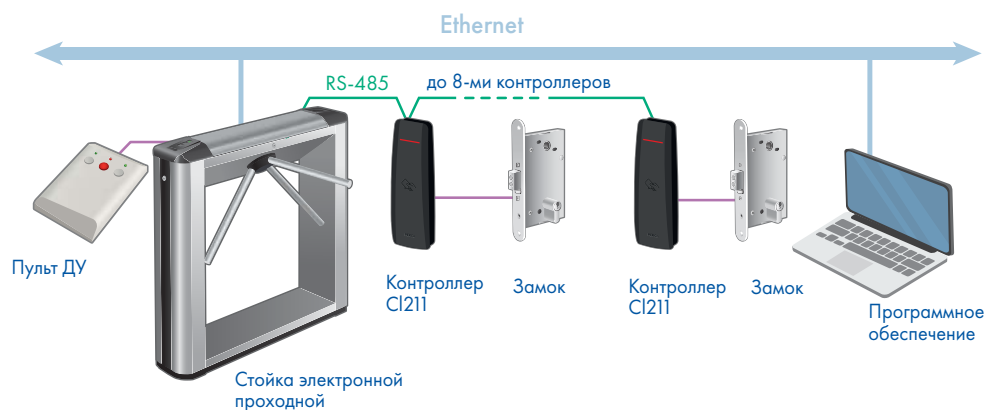 Ethernet
RS-485
до 8-ми контроллеров
Пульт ДУ
Контроллер
CI211
Замок
Контроллер
CI211
Замок
Программное
обеспечение
Стойка электронной
проходной